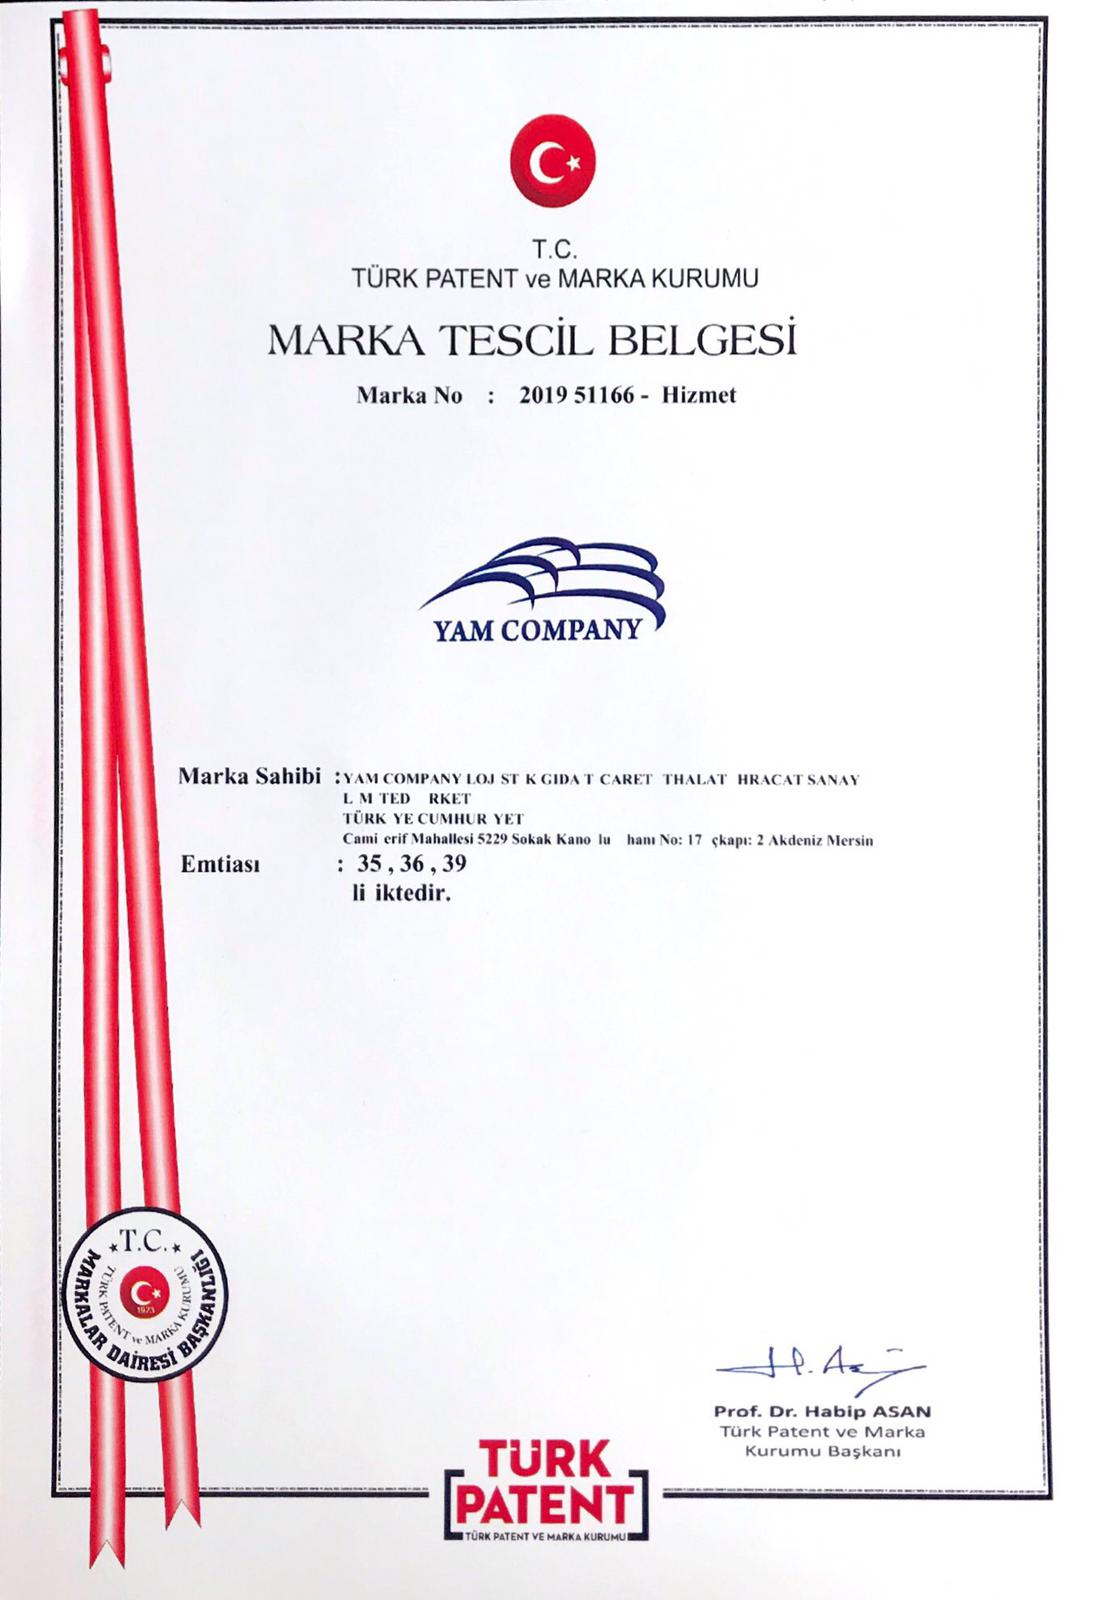 T.C.
TÜRK PATENT ve MARKA KURUMU
MARKA TESCİL BELGESİ
Marka No : 2019 51166 - Hizmet
YAM COMPANY
Marka Sahibi : YAM COMPANY LOJ ST K GIDA T CARET THALAT HRACAT SANAY
L M TED RKET
TÜRK YE CUMHUR YET
Cami erif Mahallesi 5229 Sokak Kano lu hanı No: 17 çkapı: 2 Akdeniz Mersin
Emtiası : 35 , 36 , 39
li iktedir.
T.C.
MARKALAR DAİRESİ BAŞKANLIĞI
TÜRK PATENT ve MARKA KURUMU
1923
H. Asan
Prof. Dr. Habip ASAN
Türk Patent ve Marka
Kurumu Başkanı
TÜRK
PATENT
TÜRK PATENT VE MARKA KURUMU